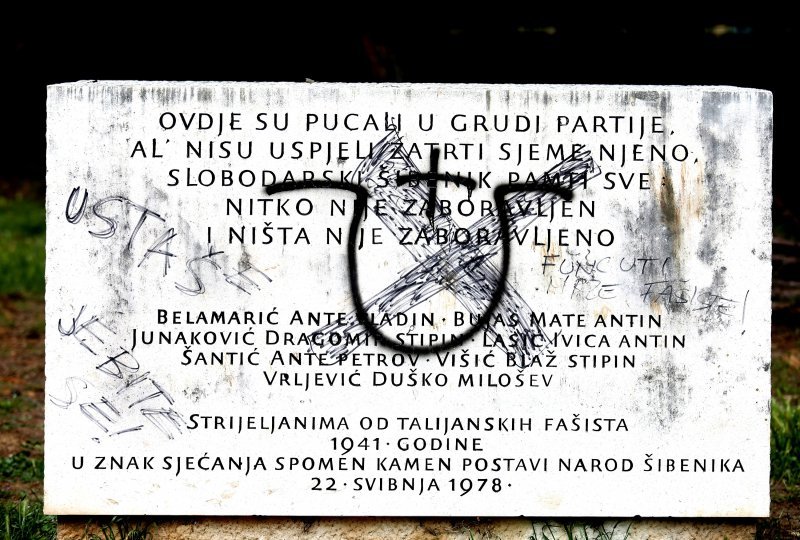 OVDJE SU PUCALI U GRUDI PARTIJE,
AL' NISU USPJELI ZATRTI SJEME NJENO,
SLOBODARSKI ŠIBENIK PAMTI SVE:
NITKO NIJE ZABORAVLJEN
I NIŠTA NIJE ZABORAVLJENO
USTAŠE
JEBITE
SE!
BELAMARIĆ ANTE VLADIN · BUJAS MATE ANTIN
JUNAKOVIĆ DRAGOMIR STIPIN · LASIĆ IVICA ANTIN
ŠANTIĆ ANTE PETROV · VIŠIĆ BLAŽ STIPIN
VRLJEVIĆ DUŠKO MILOŠEV
STRIJELJANIMA OD TALIJANSKIH FAŠISTA
1941 · GODINE
U ZNAK SJEĆANJA SPOMEN KAMEN POSTAVI NAROD ŠIBENIKA
22 · SVIBNJA 1978 ·